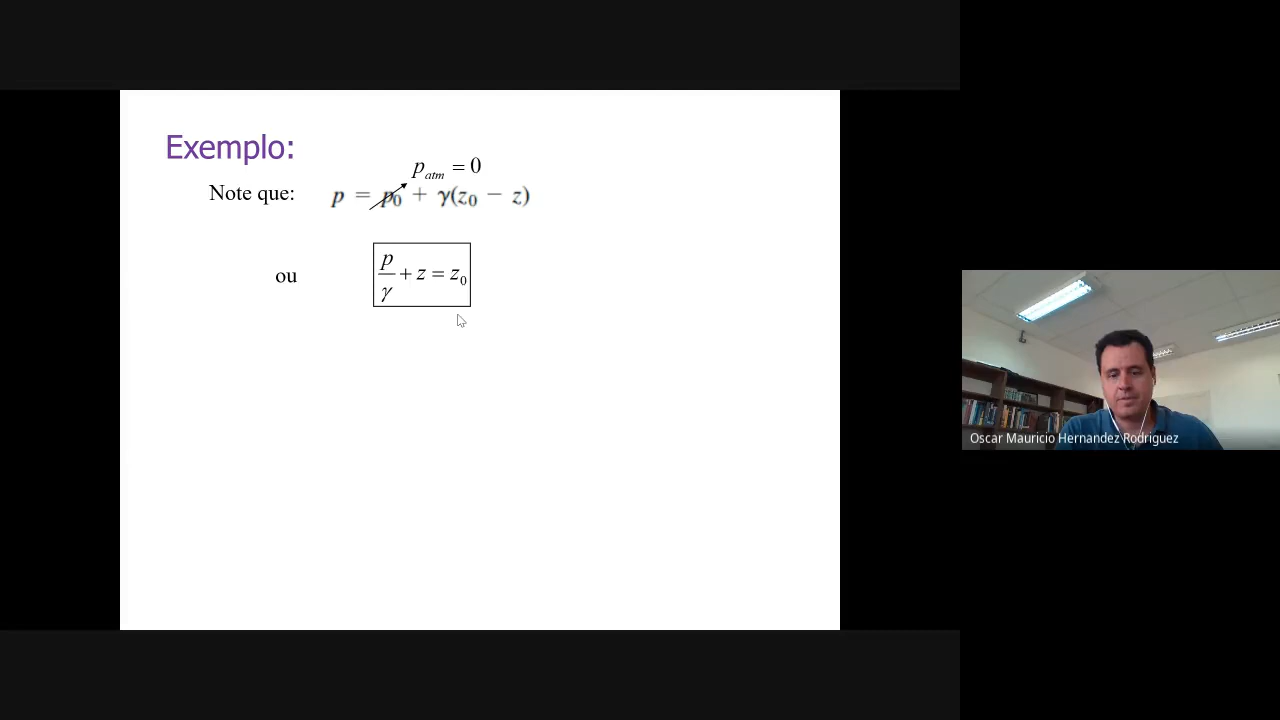 Exemplo:
p_atm = 0
Note que: p = p₀ + γ(z₀ − z)
ou p/γ + z = z₀
Oscar Mauricio Hernandez Rodriguez